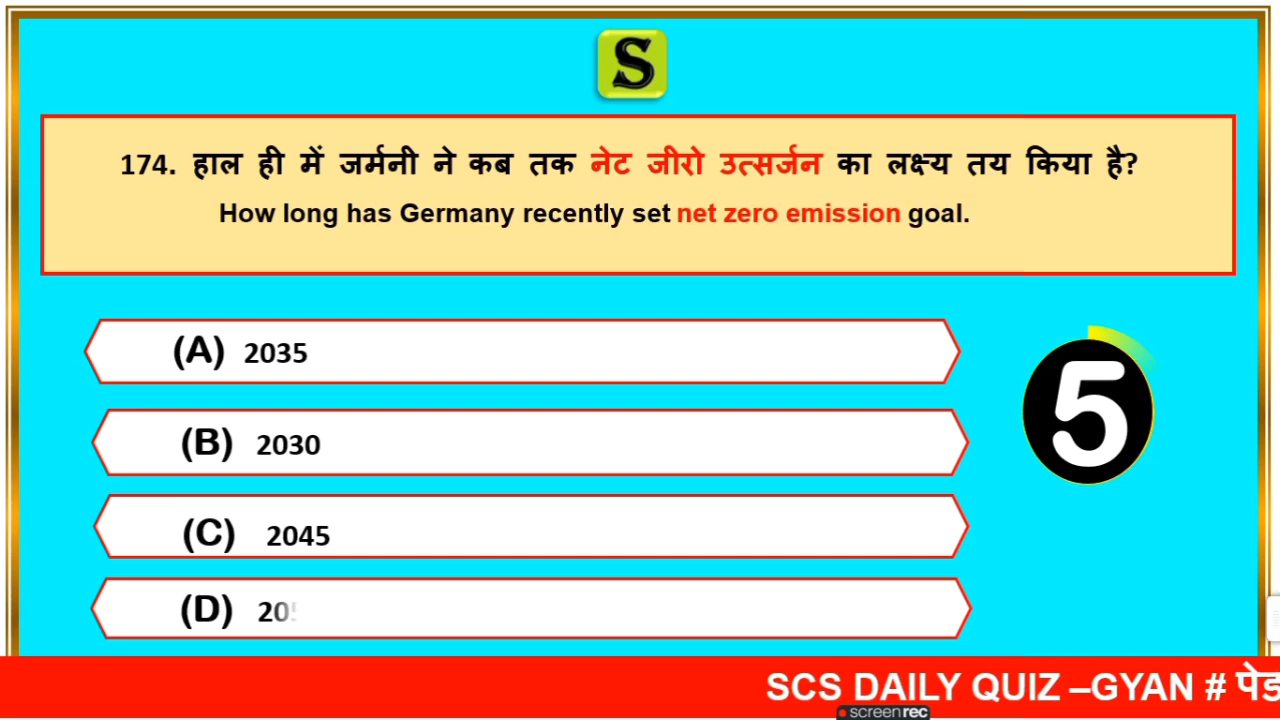 S
174. हाल ही में जर्मनी ने कब तक नेट जीरो उत्सर्जन का लक्ष्य तय किया है?
How long has Germany recently set net zero emission goal.
(A) 2035
5
(B) 2030
(C) 2045
(D)
SCS DAILY QUIZ –GYAN #
screenrec